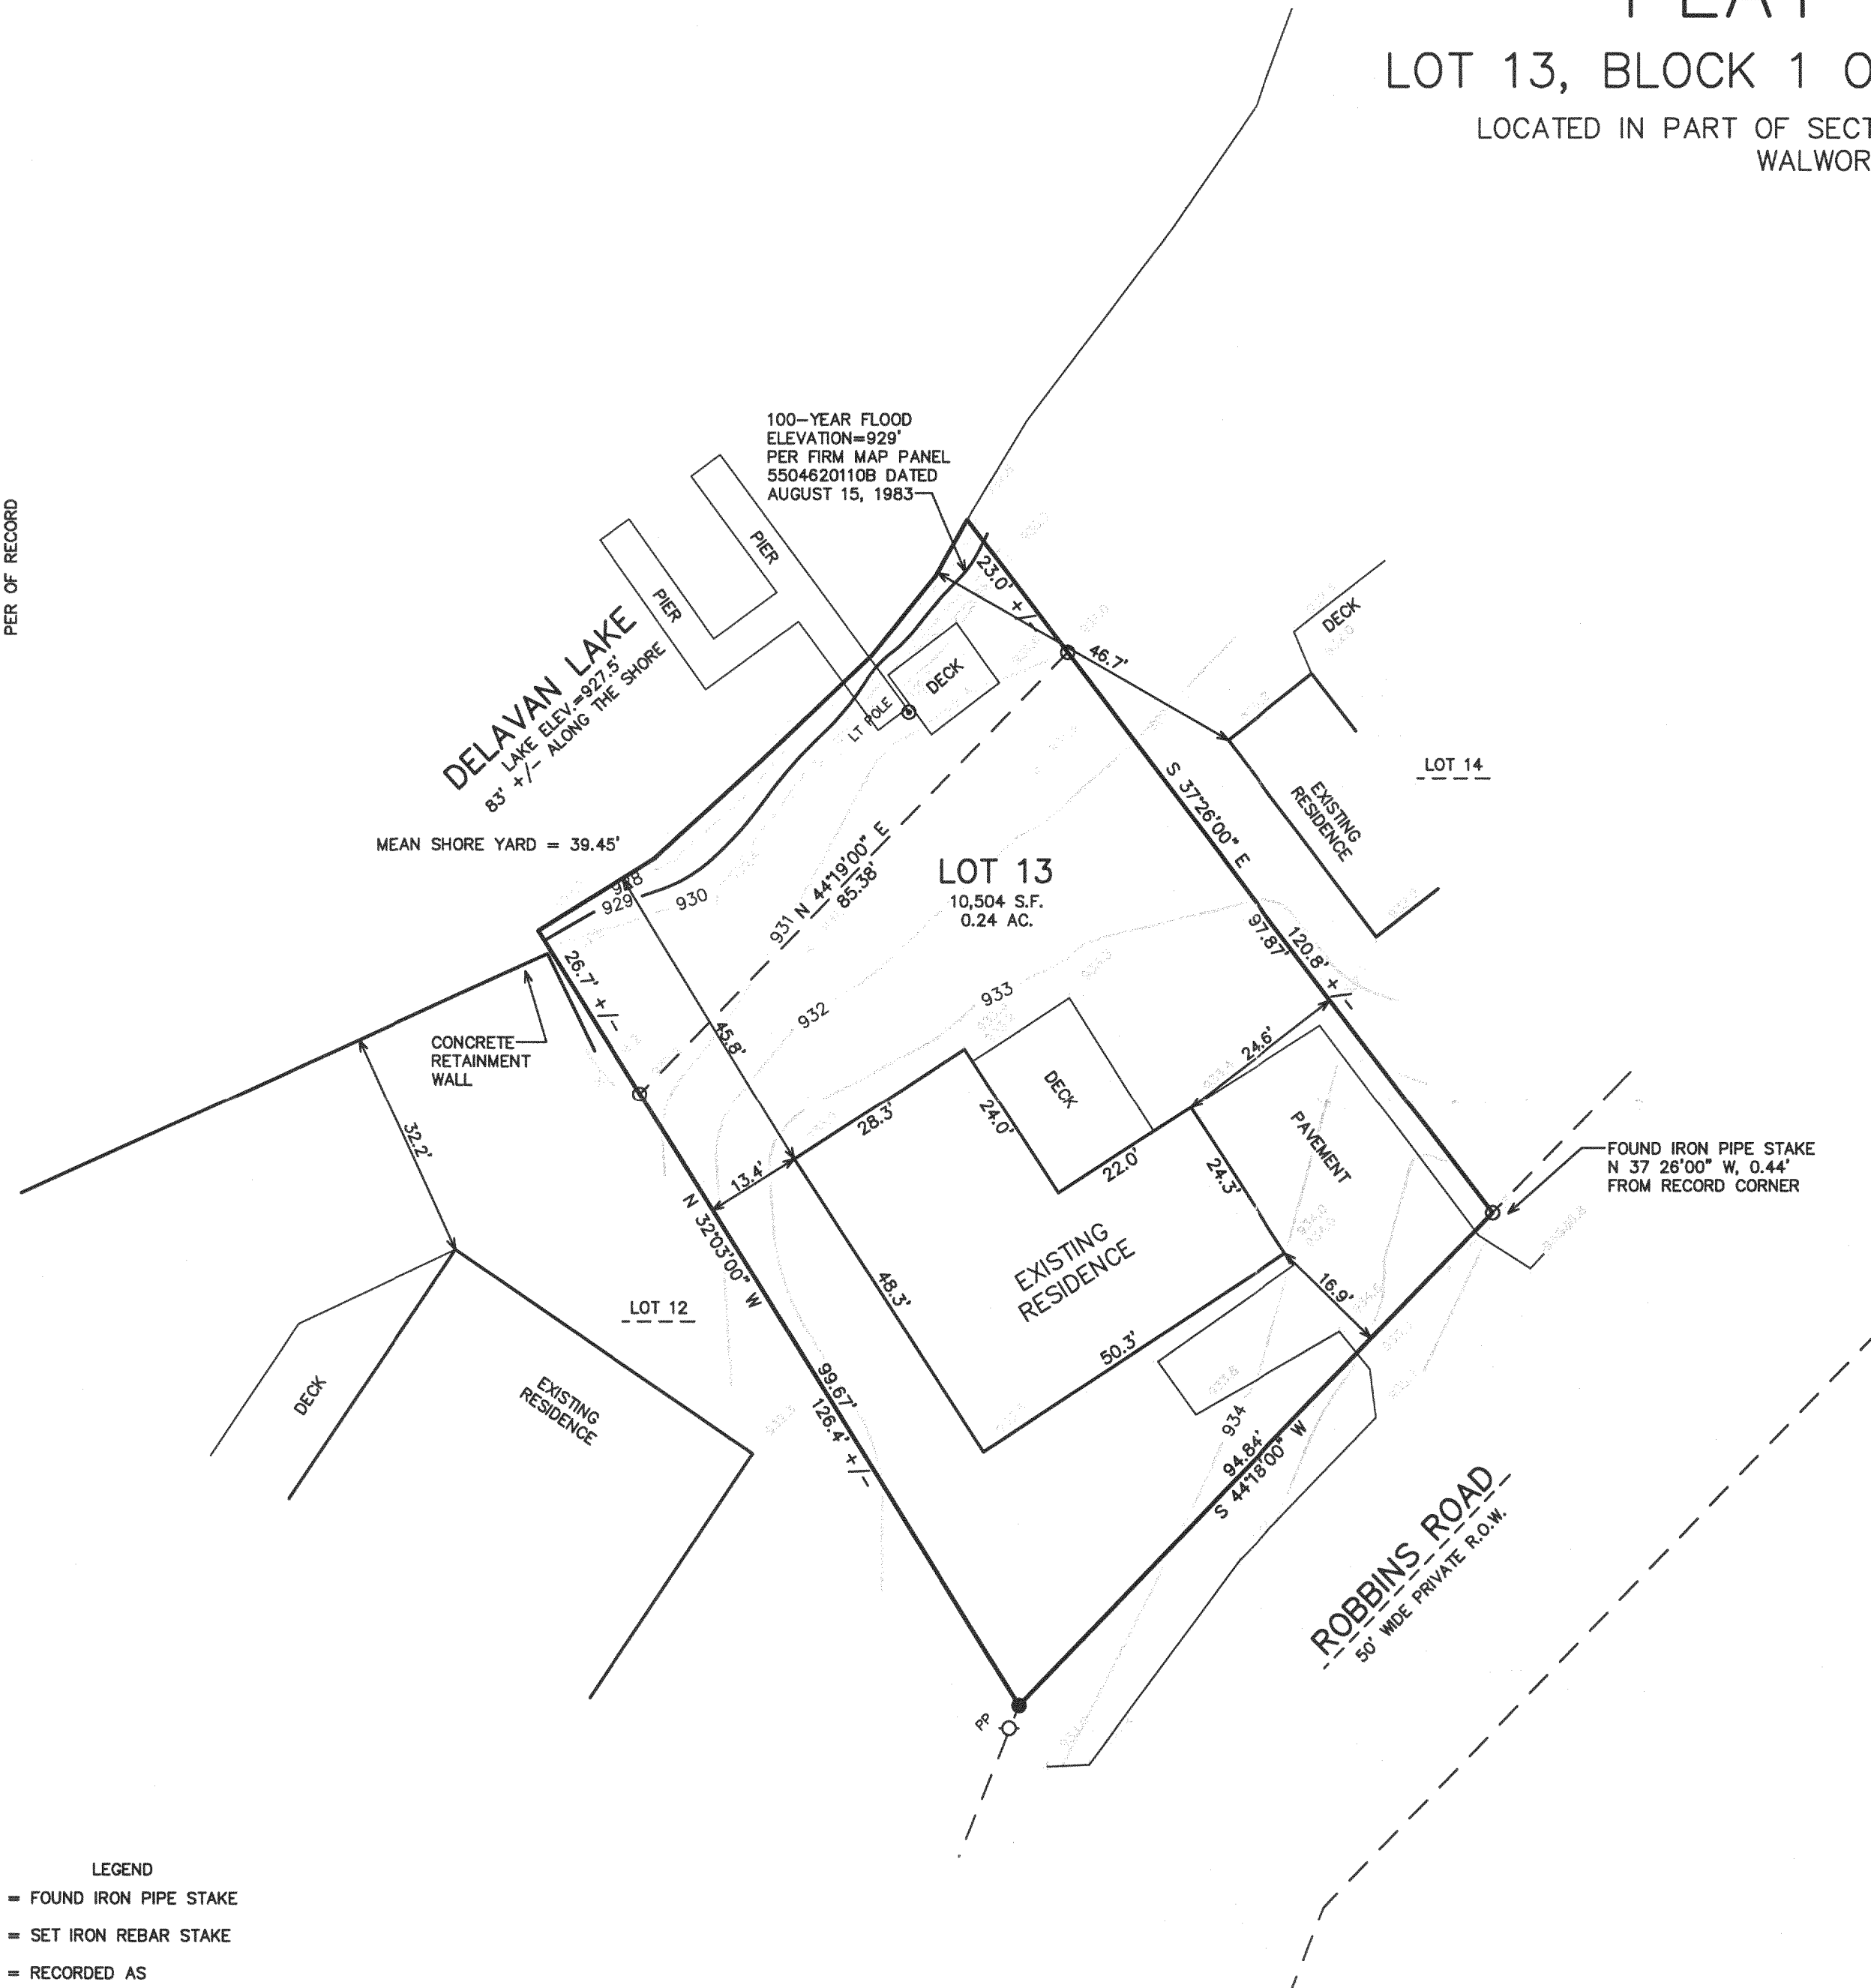 LOT 13, BLOCK 1 O
LOCATED IN PART OF SECT
WALWOR
PER OF RECORD
100-YEAR FLOOD
ELEVATION=929'
PER FIRM MAP PANEL
5504620110B DATED
AUGUST 15, 1983
PIER
PIER
DELAVAN LAKE
LAKE ELEV.=927.5'
83' +/- ALONG THE SHORE
MEAN SHORE YARD = 39.45'
23.0' +/-
46.7'
DECK
LT POLE
DECK
LOT 14
EXISTING
RESIDENCE
S 37°26'00" E
97.87'
120.8' +/-
928
929
930
931
N 44°19'00" E
85.38'
LOT 13
10,504 S.F.
0.24 AC.
932
933
26.7' +/-
CONCRETE
RETAINMENT
WALL
45.8'
32.2'
28.3'
24.0'
DECK
22.0'
24.6'
24.3'
PAVEMENT
FOUND IRON PIPE STAKE
N 37 26'00" W, 0.44'
FROM RECORD CORNER
13.4'
N 32°03'00" W
99.67'
126.4' +/-
48.3'
EXISTING
RESIDENCE
50.3'
16.9'
LOT 12
DECK
EXISTING
RESIDENCE
934
94.84'
S 44°18'00" W
ROBBINS ROAD
50' WIDE PRIVATE R.O.W.
PP
LEGEND
= FOUND IRON PIPE STAKE
= SET IRON REBAR STAKE
= RECORDED AS